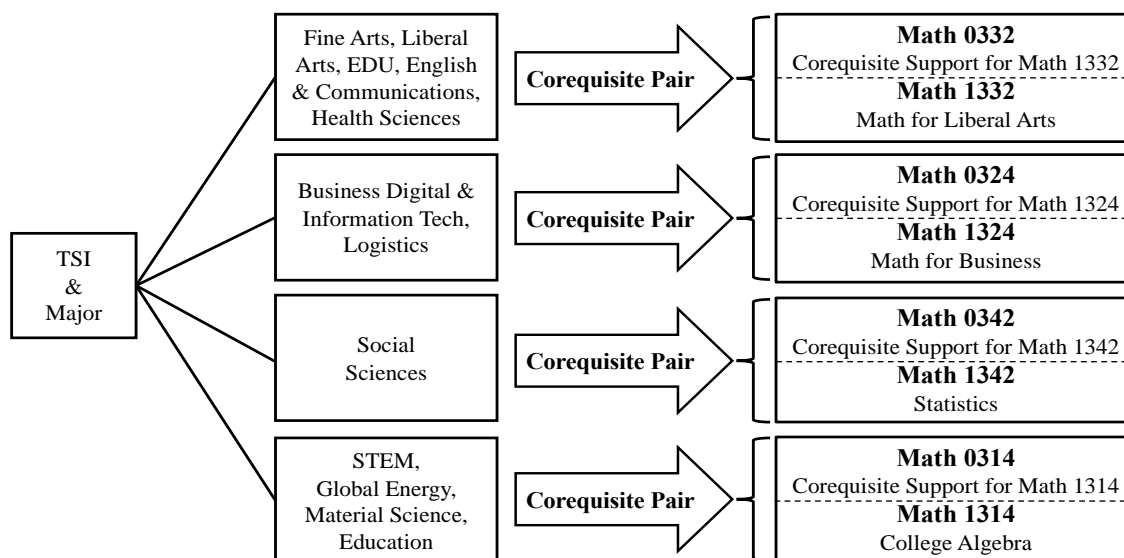 TSI
&
Major
Fine Arts, Liberal
Arts, EDU, English
& Communications,
Health Sciences
Corequisite Pair
Math 0332
Corequisite Support for Math 1332
Math 1332
Math for Liberal Arts
Business Digital &
Information Tech,
Logistics
Corequisite Pair
Math 0324
Corequisite Support for Math 1324
Math 1324
Math for Business
Social
Sciences
Corequisite Pair
Math 0342
Corequisite Support for Math 1342
Math 1342
Statistics
STEM,
Global Energy,
Material Science,
Education
Corequisite Pair
Math 0314
Corequisite Support for Math 1314
Math 1314
College Algebra